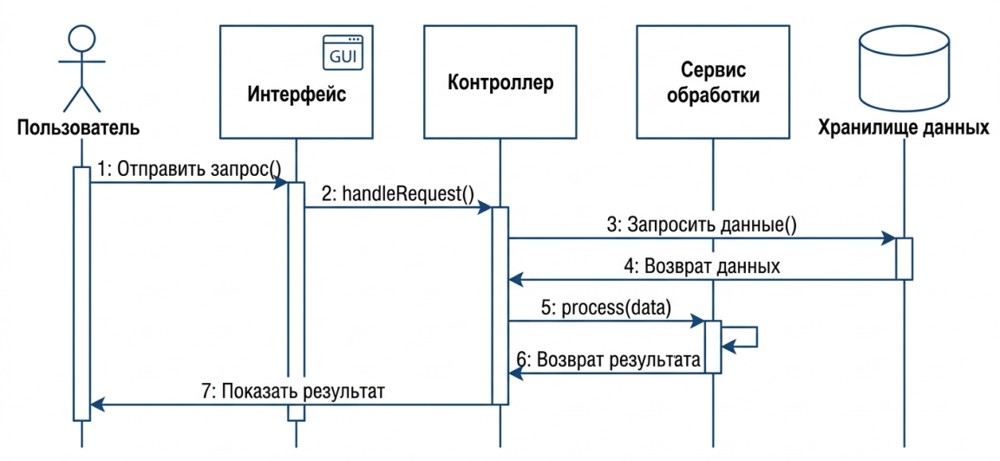 GUI
Интерфейс
Контроллер
Сервис
обработки
Пользователь
Хранилище данных
1: Отправить запрос()
2: handleRequest()
3: Запросить данные()
4: Возврат данных
5: process(data)
6: Возврат результата
7: Показать результат